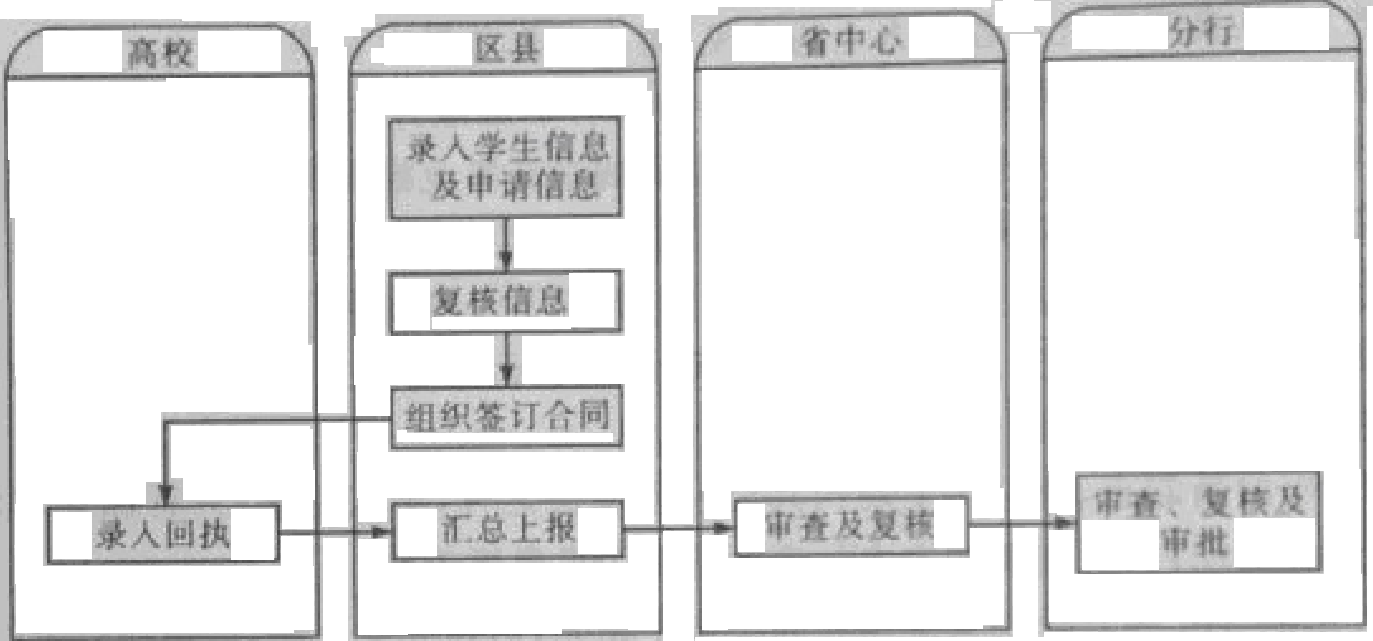 高校
区县
省中心
分行
录入学生信息
及申请信息
复核信息
组织签订合同
录入回执
汇总上报
审查及复核
审查、复核及
审批